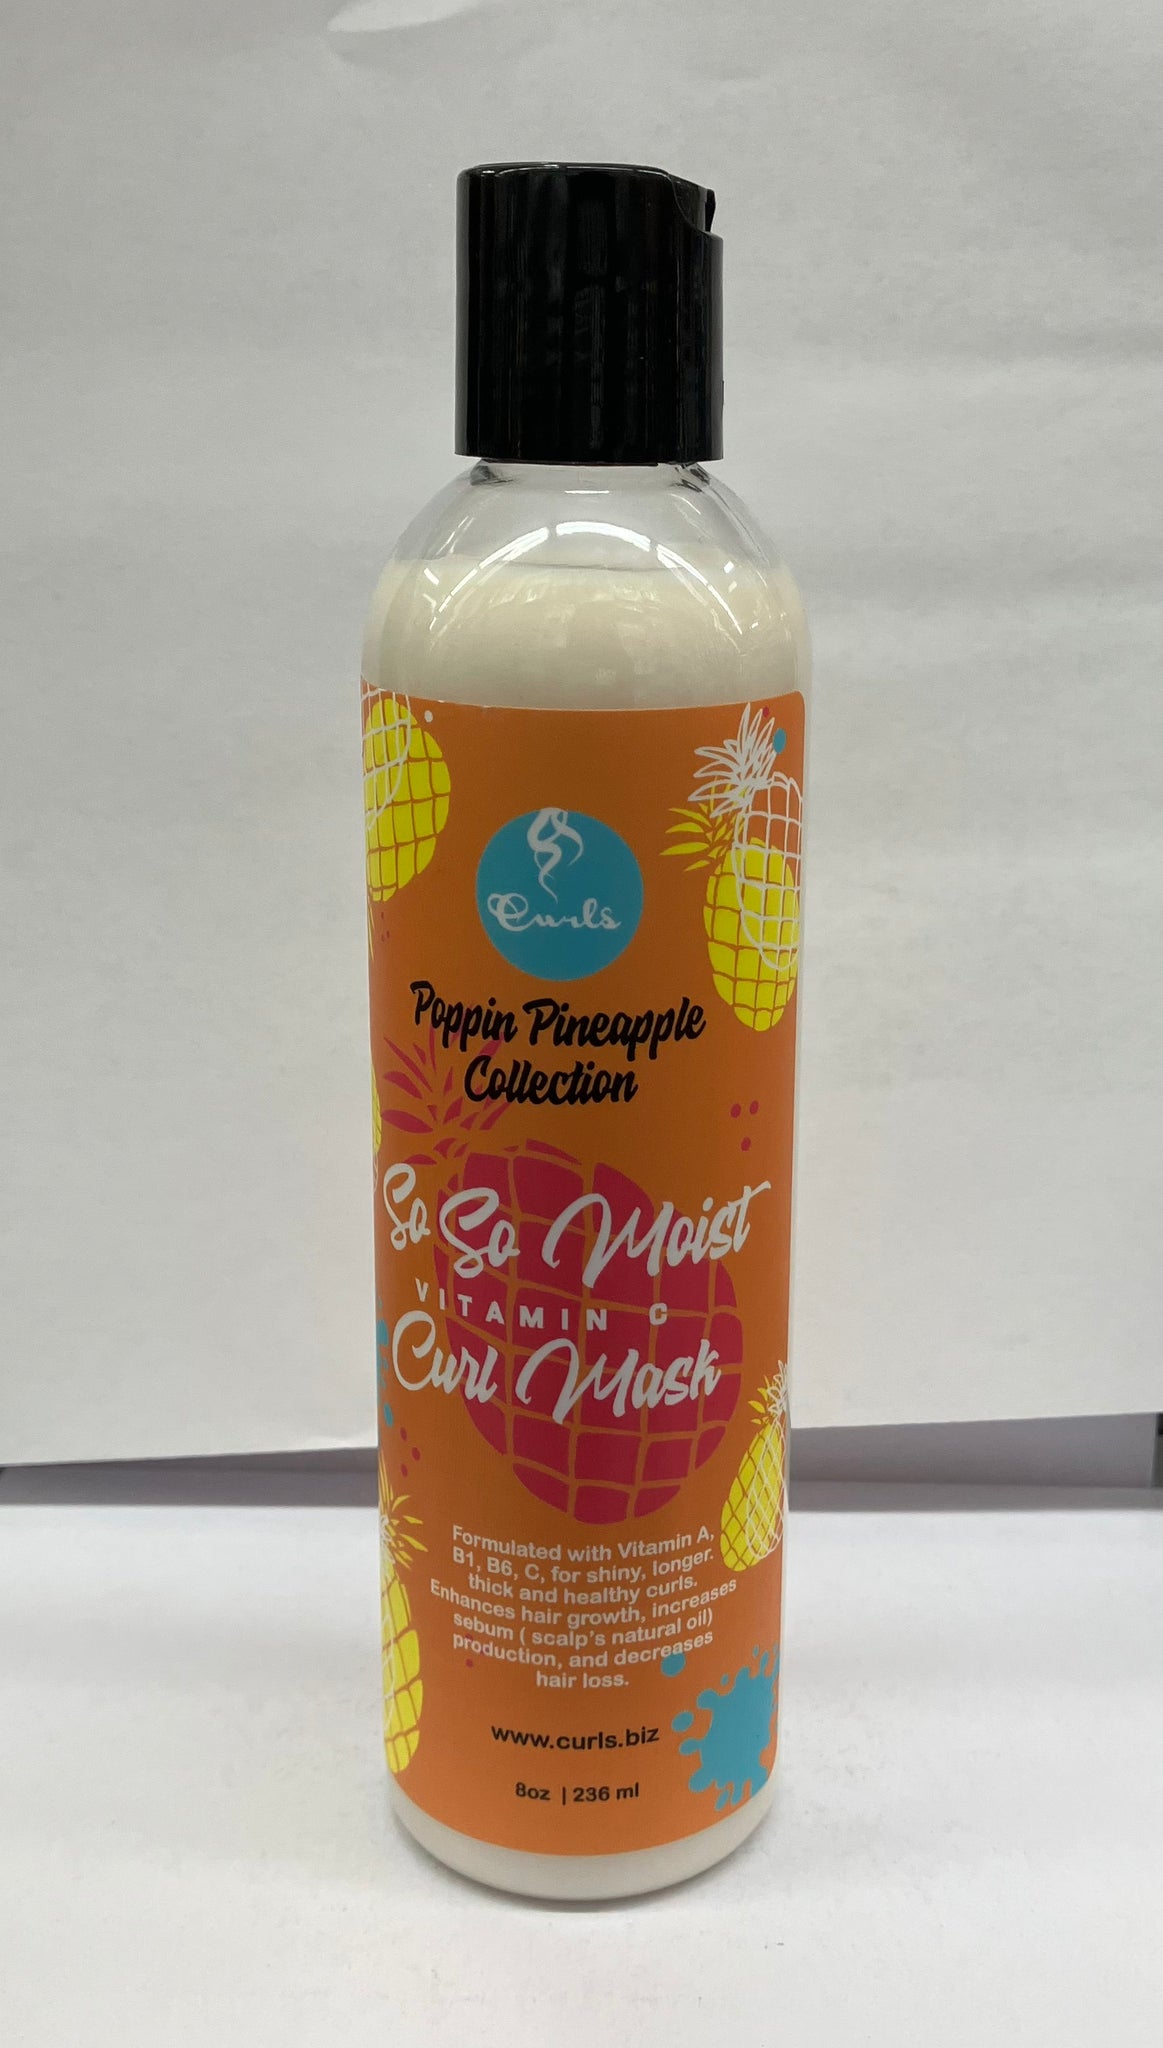 Curls
Poppin Pineapple
Collection
So So Moist
VITAMIN C
Curl Mask
Formulated with Vitamin A,
B1, B6, C, for shiny, longer.
thick and healthy curls.
Enhances hair growth, increases
sebum ( scalp's natural oil)
production, and decreases
hair loss.
www.curls.biz
8oz | 236 ml